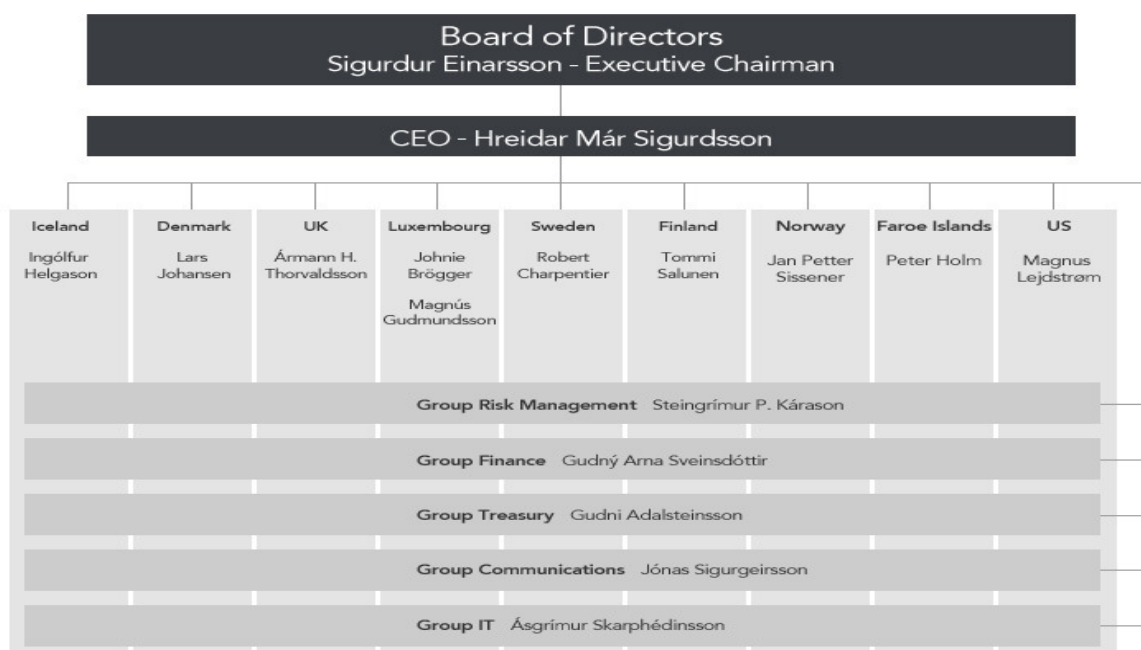 Board of Directors
Sigurdur Einarsson - Executive Chairman
CEO - Hreidar Már Sigurdsson
Iceland
Ingólfur
Helgason
Denmark
Lars
Johansen
UK
Ármann H.
Thorvaldsson
Luxembourg
Johnie
Brögger
Magnús
Gudmundsson
Sweden
Robert
Charpentier
Finland
Tommi
Salunen
Norway
Jan Petter
Sissener
Faroe Islands
Peter Holm
US
Magnus
Lejdstrøm
Group Risk Management Steingrímur P. Kárason
Group Finance Gudný Arna Sveinsdóttir
Group Treasury Gudni Adalsteinsson
Group Communications Jónas Sigurgeirsson
Group IT Ásgrímur Skarphédinsson